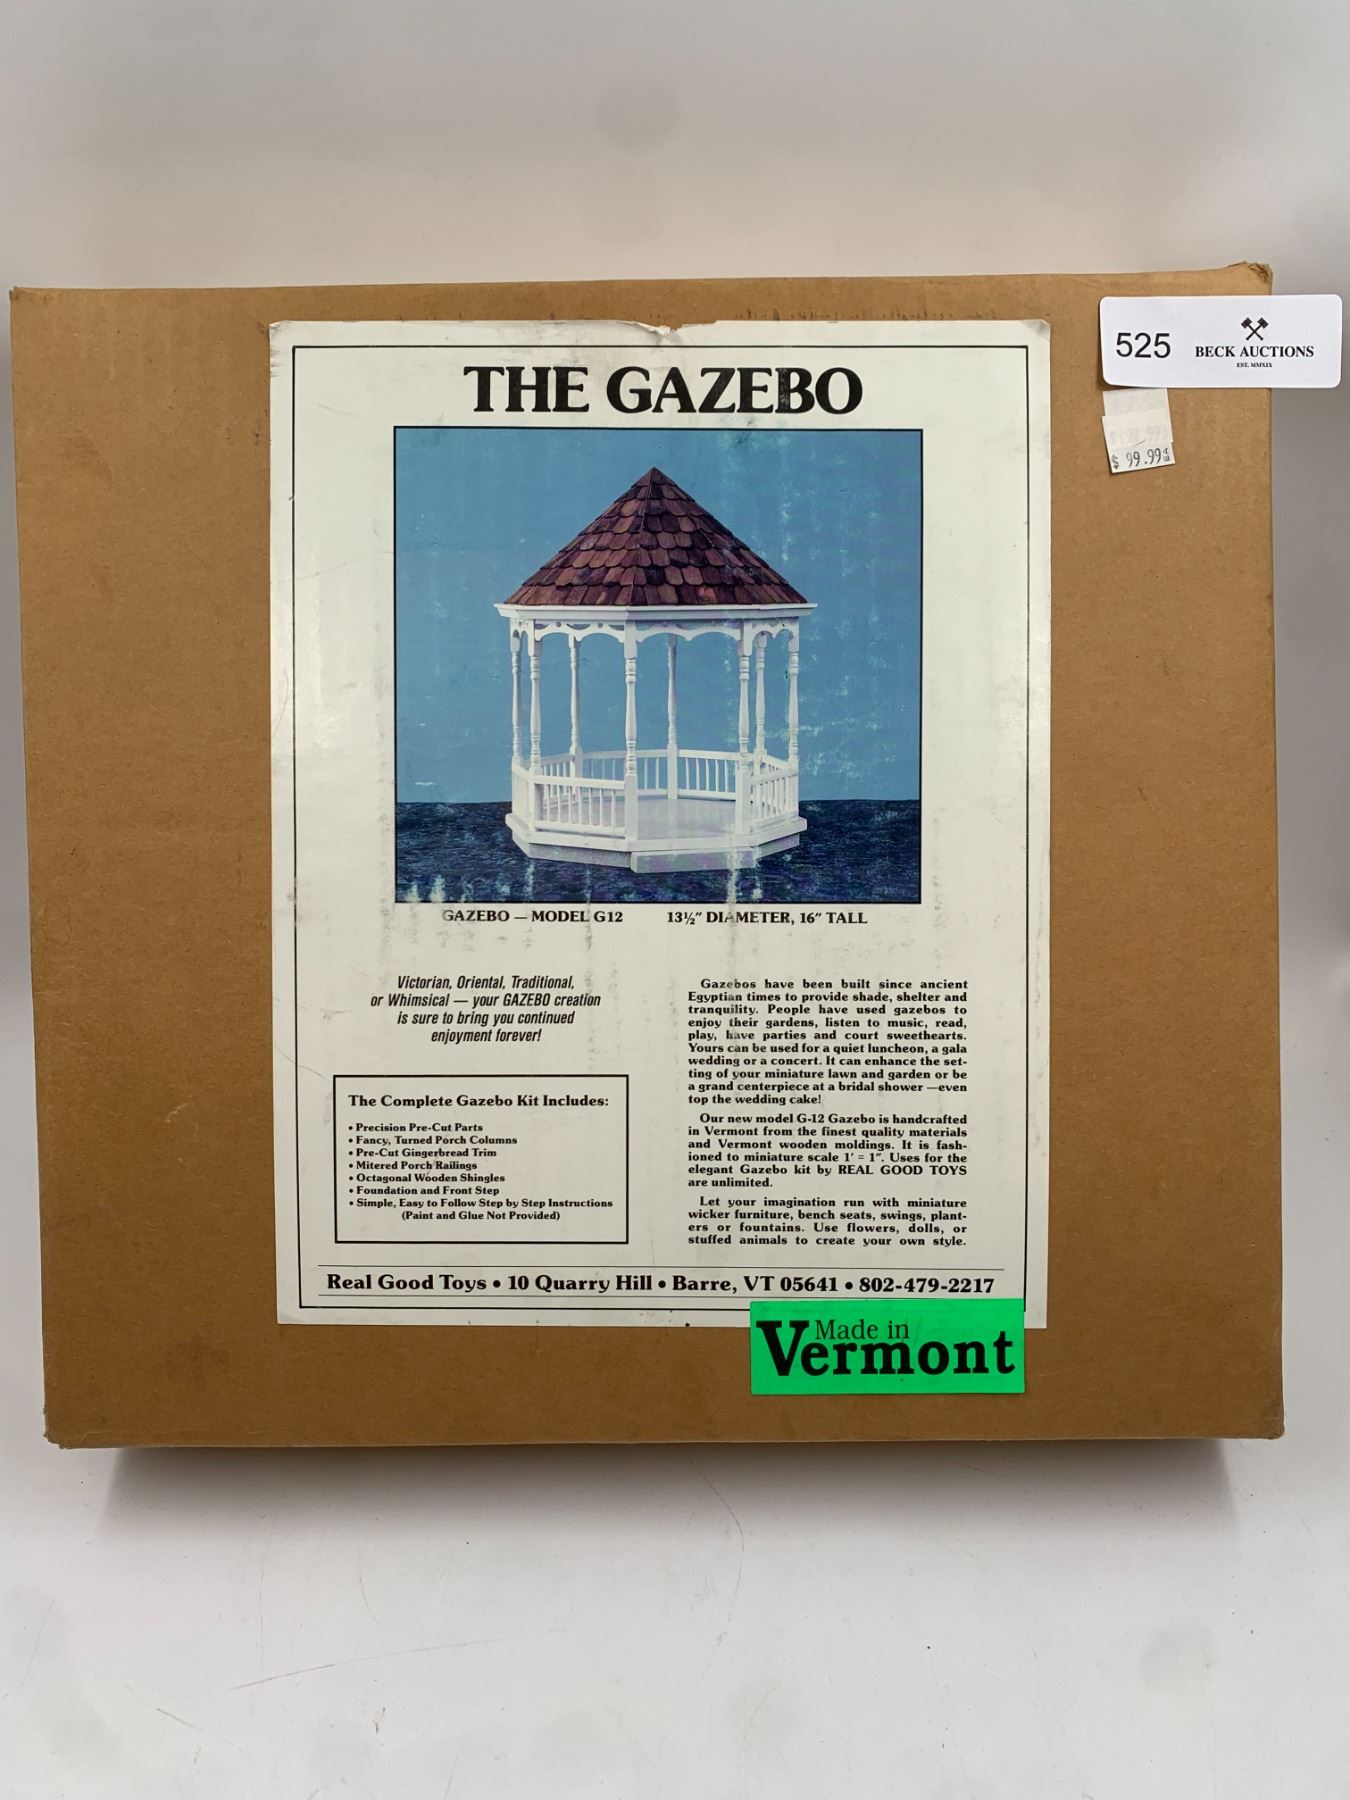 525
BECK AUCTIONS
EST. MMXIX
99.99
THE GAZEBO
GAZEBO — MODEL G12 13½" DIAMETER, 16" TALL
Victorian, Oriental, Traditional,
or Whimsical — your GAZEBO creation
is sure to bring you continued
enjoyment forever!
The Complete Gazebo Kit Includes:
• Precision Pre-Cut Parts
• Fancy, Turned Porch Columns
• Pre-Cut Gingerbread Trim
• Mitered Porch Railings
• Octagonal Wooden Shingles
• Foundation and Front Step
• Simple, Easy to Follow Step by Step Instructions
(Paint and Glue Not Provided)
Gazebos have been built since ancient
Egyptian times to provide shade, shelter and
tranquility. People have used gazebos to
enjoy their gardens, listen to music, read,
play, have parties and court sweethearts.
Yours can be used for a quiet luncheon, a gala
wedding or a concert. It can enhance the set-
ting of your miniature lawn and garden or be
a grand centerpiece at a bridal shower —even
top the wedding cake!
Our new model G-12 Gazebo is handcrafted
in Vermont from the finest quality materials
and Vermont wooden moldings. It is fash-
ioned to miniature scale 1' = 1". Uses for the
elegant Gazebo kit by REAL GOOD TOYS
are unlimited.
Let your imagination run with miniature
wicker furniture, bench seats, swings, plant-
ers or fountains. Use flowers, dolls, or
stuffed animals to create your own style.
Real Good Toys • 10 Quarry Hill • Barre, VT 05641 • 802-479-2217
Made in
Vermont